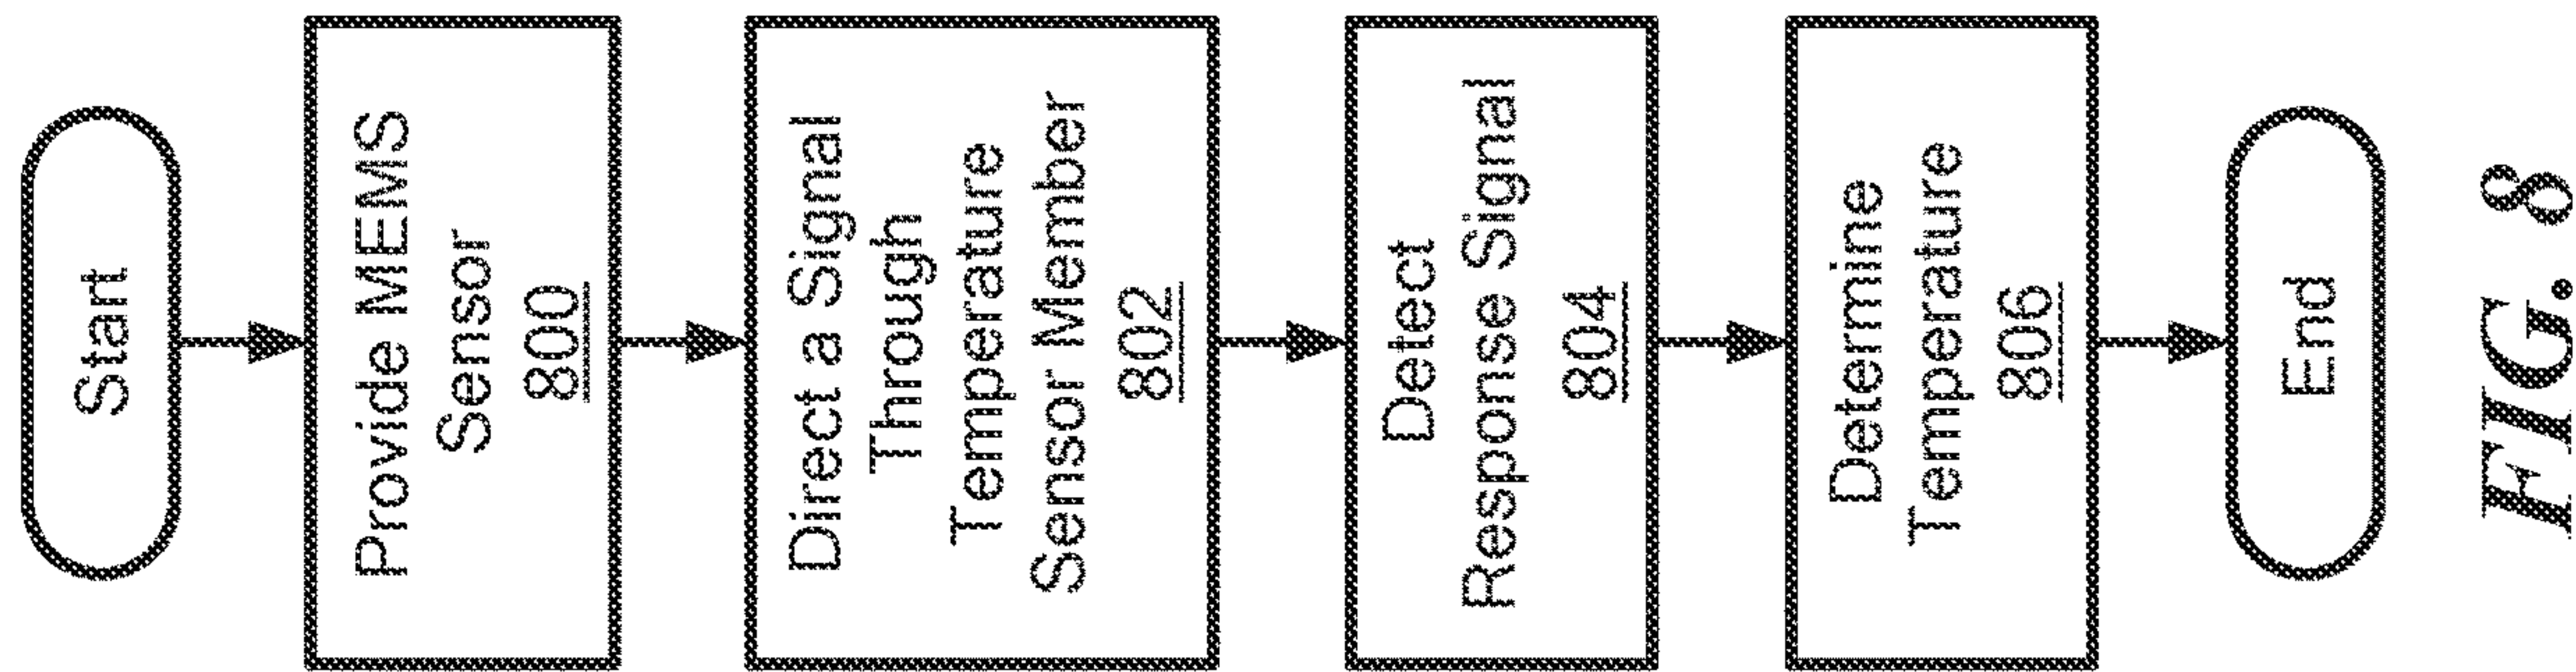 Start
Provide MEMS
Sensor
800
Direct a Signal
Through
Temperature
Sensor Member
802
Detect
Response Signal
804
Determine
Temperature
806
End
FIG. 8